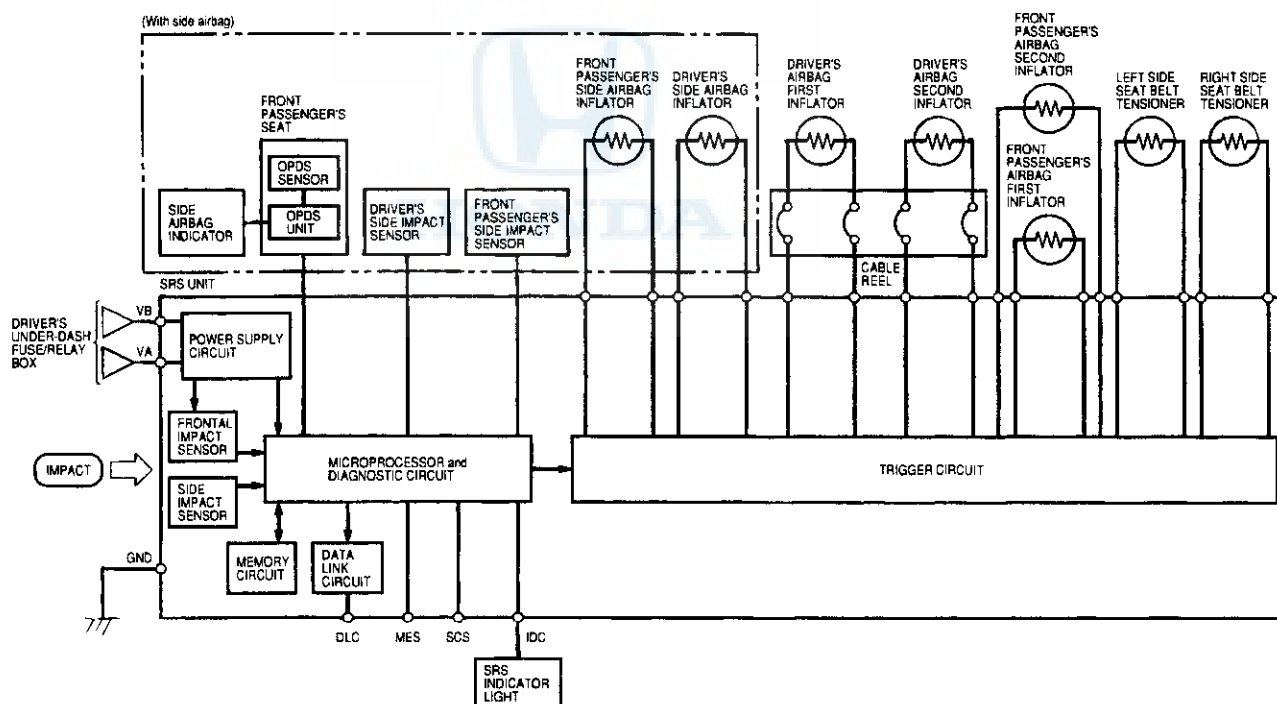 (With side airbag)
FRONT
PASSENGER'S
SEAT
OPDS
SENSOR
OPDS
UNIT
SIDE
AIRBAG
INDICATOR
DRIVER'S
SIDE IMPACT
SENSOR
FRONT
PASSENGER'S
SIDE IMPACT
SENSOR
FRONT
PASSENGER'S
SIDE AIRBAG
INFLATOR
DRIVER'S
SIDE AIRBAG
INFLATOR
DRIVER'S
AIRBAG
FIRST
INFLATOR
DRIVER'S
AIRBAG
SECOND
INFLATOR
FRONT
PASSENGER'S
AIRBAG
SECOND
INFLATOR
FRONT
PASSENGER'S
AIRBAG
FIRST
INFLATOR
LEFT SIDE
SEAT BELT
TENSIONER
RIGHT SIDE
SEAT BELT
TENSIONER
HONDA
CABLE
REEL
SRS UNIT
DRIVER'S
UNDER-DASH
FUSE/RELAY
BOX
VB
VA
POWER SUPPLY
CIRCUIT
FRONTAL
IMPACT
SENSOR
IMPACT
SIDE
IMPACT
SENSOR
MICROPROCESSOR and
DIAGNOSTIC CIRCUIT
TRIGGER CIRCUIT
GND
MEMORY
CIRCUIT
DATA
LINK
CIRCUIT
DLC
MES
SCS
IDC
SRS
INDICATOR
LIGHT